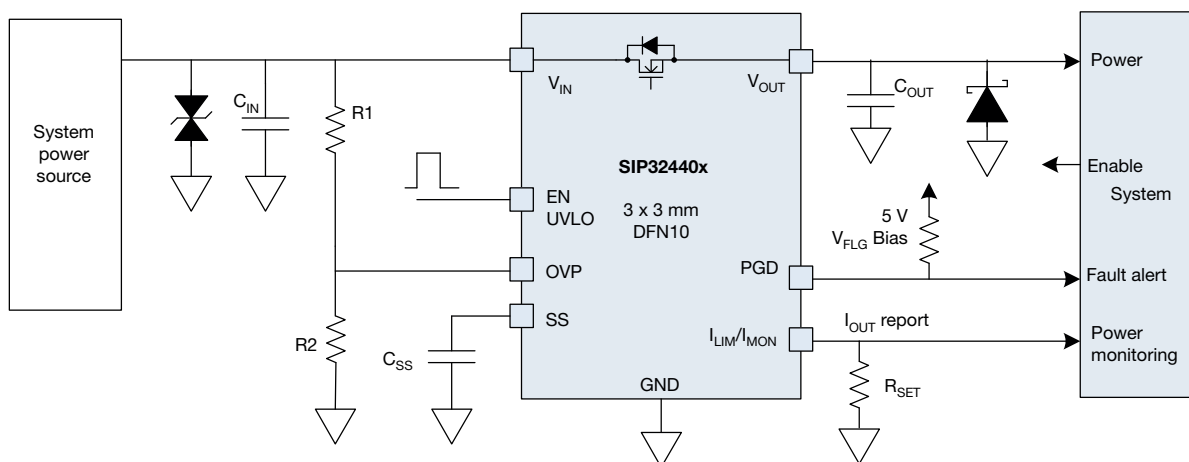 System
power
source
C_IN
R1
R2
C_SS
V_IN
V_OUT
SIP32440x
3 x 3 mm
DFN10
EN
UVLO
OVP
SS
PGD
I_LIM/I_MON
GND
C_OUT
5 V
V_FLG Bias
I_OUT report
R_SET
Power
Enable
System
Fault alert
Power
monitoring